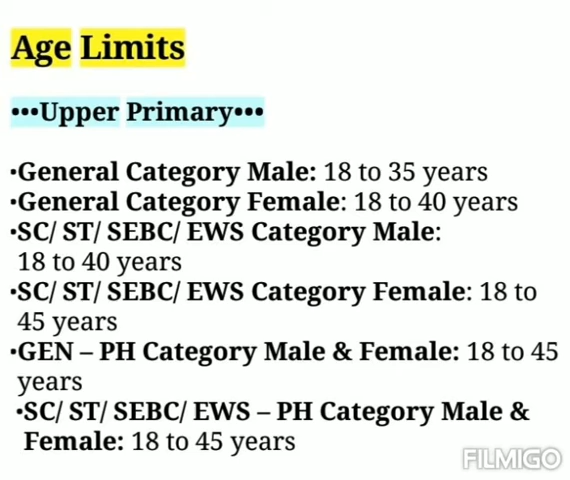 Age Limits
•••Upper Primary•••
•General Category Male: 18 to 35 years
•General Category Female: 18 to 40 years
•SC/ ST/ SEBC/ EWS Category Male:
18 to 40 years
•SC/ ST/ SEBC/ EWS Category Female: 18 to
45 years
•GEN – PH Category Male & Female: 18 to 45
years
•SC/ ST/ SEBC/ EWS – PH Category Male &
Female: 18 to 45 years
FILMIGO